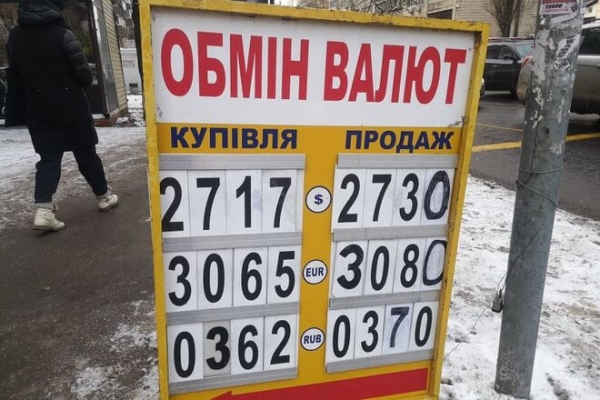 ОБМІН ВАЛЮТ
КУПІВЛЯ ПРОДАЖ
2717 $ 2730
3065 EUR 3080
0362 RUB 0370